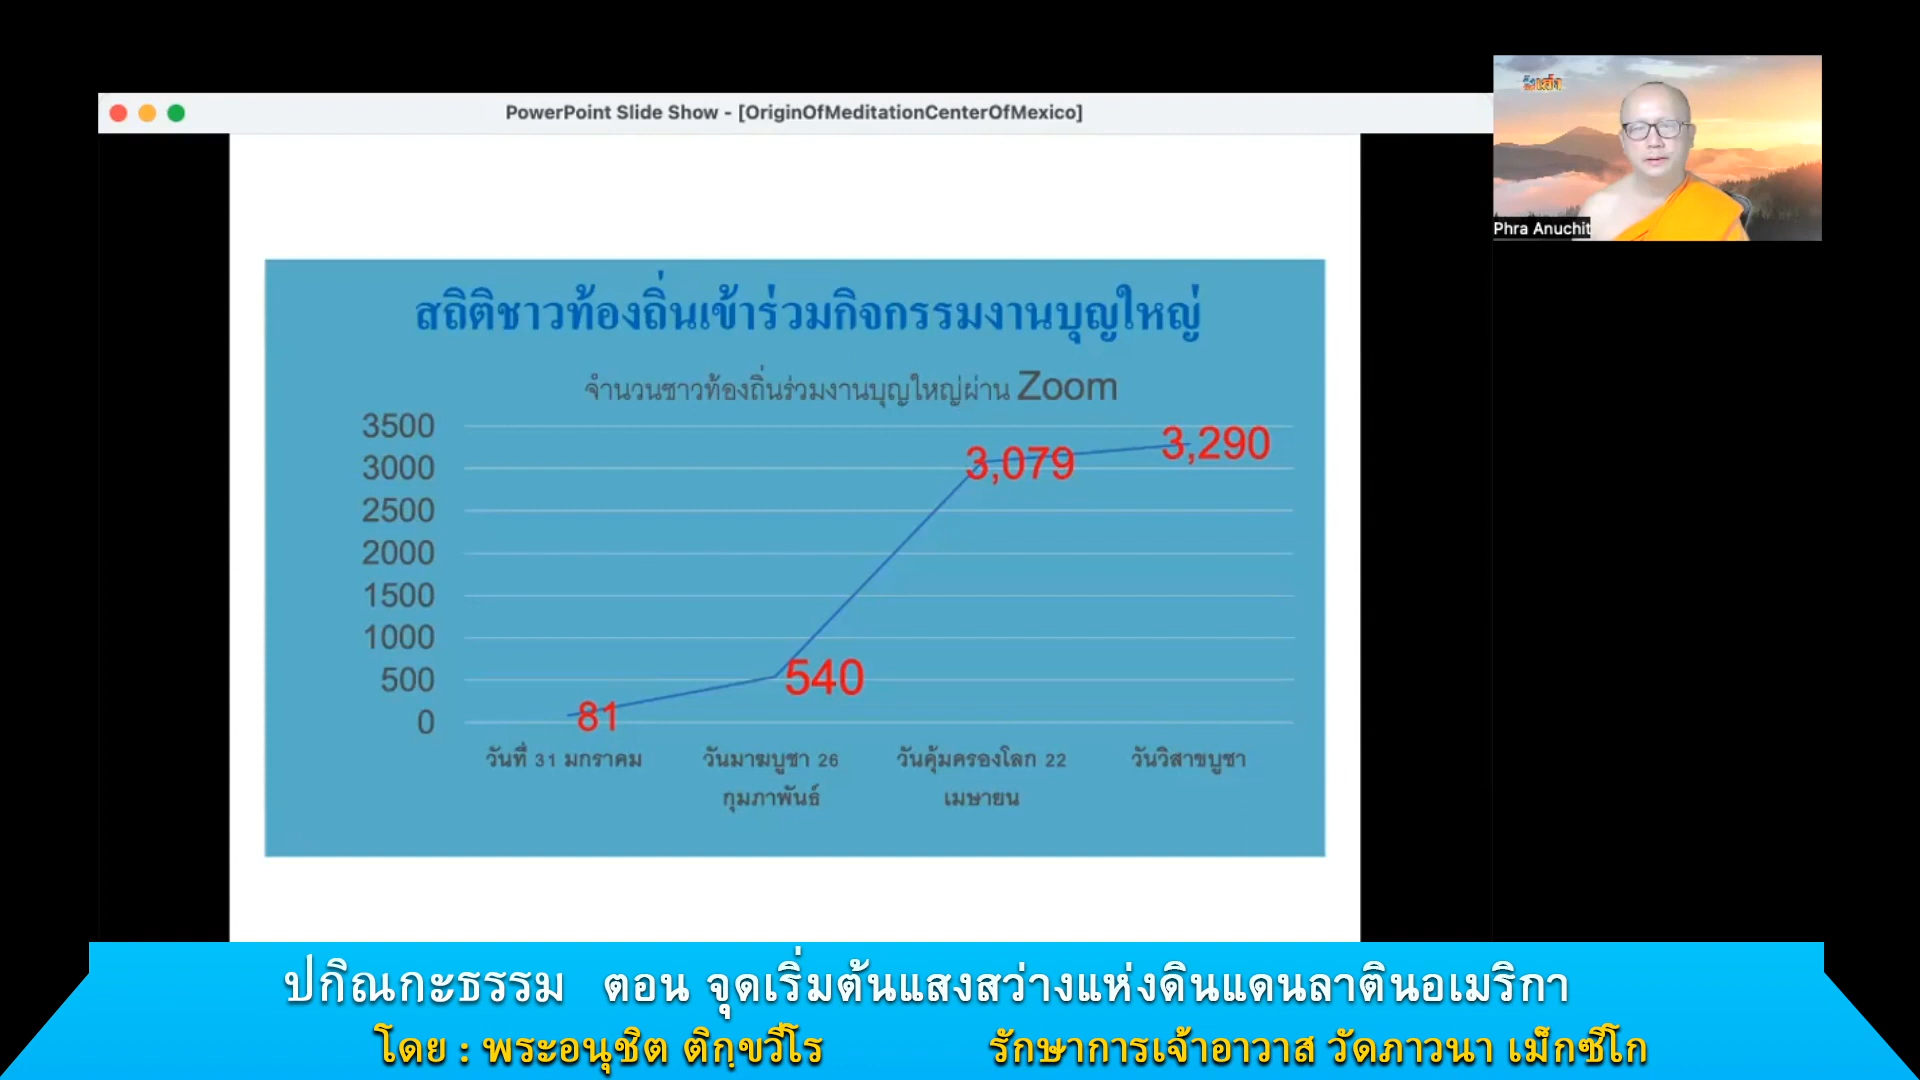 PowerPoint Slide Show - [OriginOfMeditationCenterOfMexico]
Phra Anuchit
สถิติชาวท้องถิ่นเข้าร่วมกิจกรรมงานบุญใหญ่
จำนวนชาวท้องถิ่นร่วมงานบุญใหญ่ผ่าน Zoom
3500
3000
2500
2000
1500
1000
500
0
81
540
3,079
3,290
วันที่ 31 มกราคม
วันมาฆบูชา 26
กุมภาพันธ์
วันคุ้มครองโลก 22
เมษายน
วันวิสาขบูชา
ปกิณกะธรรม ตอน จุดเริ่มต้นแสงสว่างแห่งดินแดนลาตินอเมริกา
โดย : พระอนุชิต ติกฺขวีโร รักษาการเจ้าอาวาส วัดภาวนา เม็กซิโก